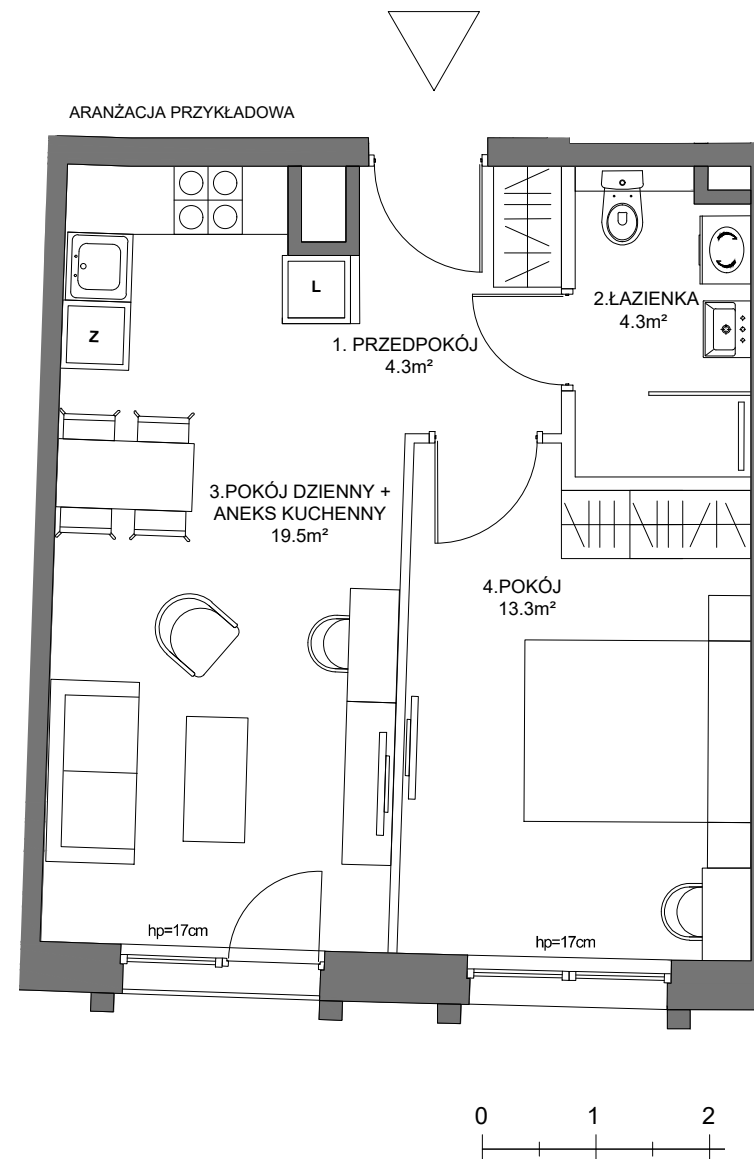 ARANŻACJA PRZYKŁADOWA
L
Z
1. PRZEDPOKÓJ
4.3m²
2.ŁAZIENKA
4.3m²
3.POKÓJ DZIENNY +
ANEKS KUCHENNY
19.5m²
4.POKÓJ
13.3m²
hp=17cm
hp=17cm
0 1 2